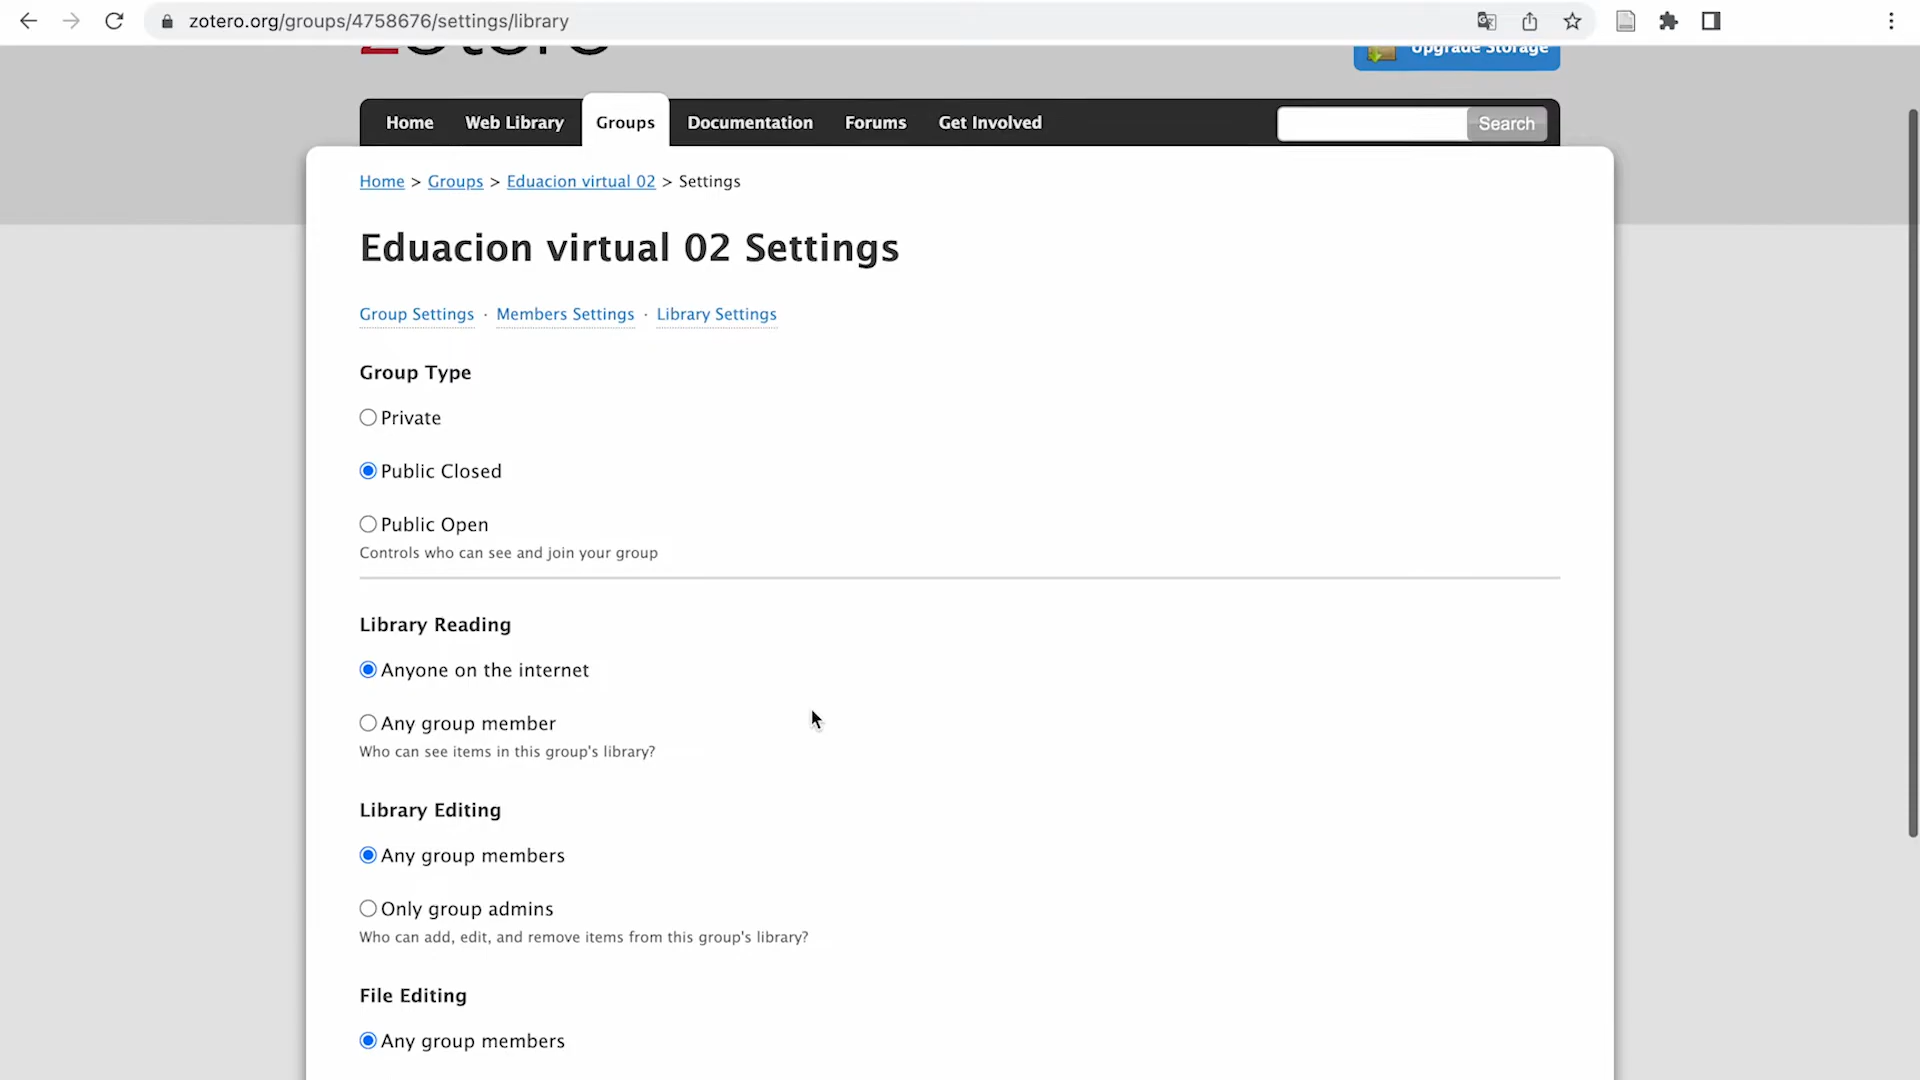 zotero.org/groups/4758676/settings/library
zotero
Upgrade Storage
Home Web Library Groups Documentation Forums Get Involved Search
Home > Groups > Eduacion virtual 02 > Settings
Eduacion virtual 02 Settings
Group Settings · Members Settings · Library Settings
Group Type
Private
Public Closed
Public Open
Controls who can see and join your group
Library Reading
Anyone on the internet
Any group member
Who can see items in this group's library?
Library Editing
Any group members
Only group admins
Who can add, edit, and remove items from this group's library?
File Editing
Any group members